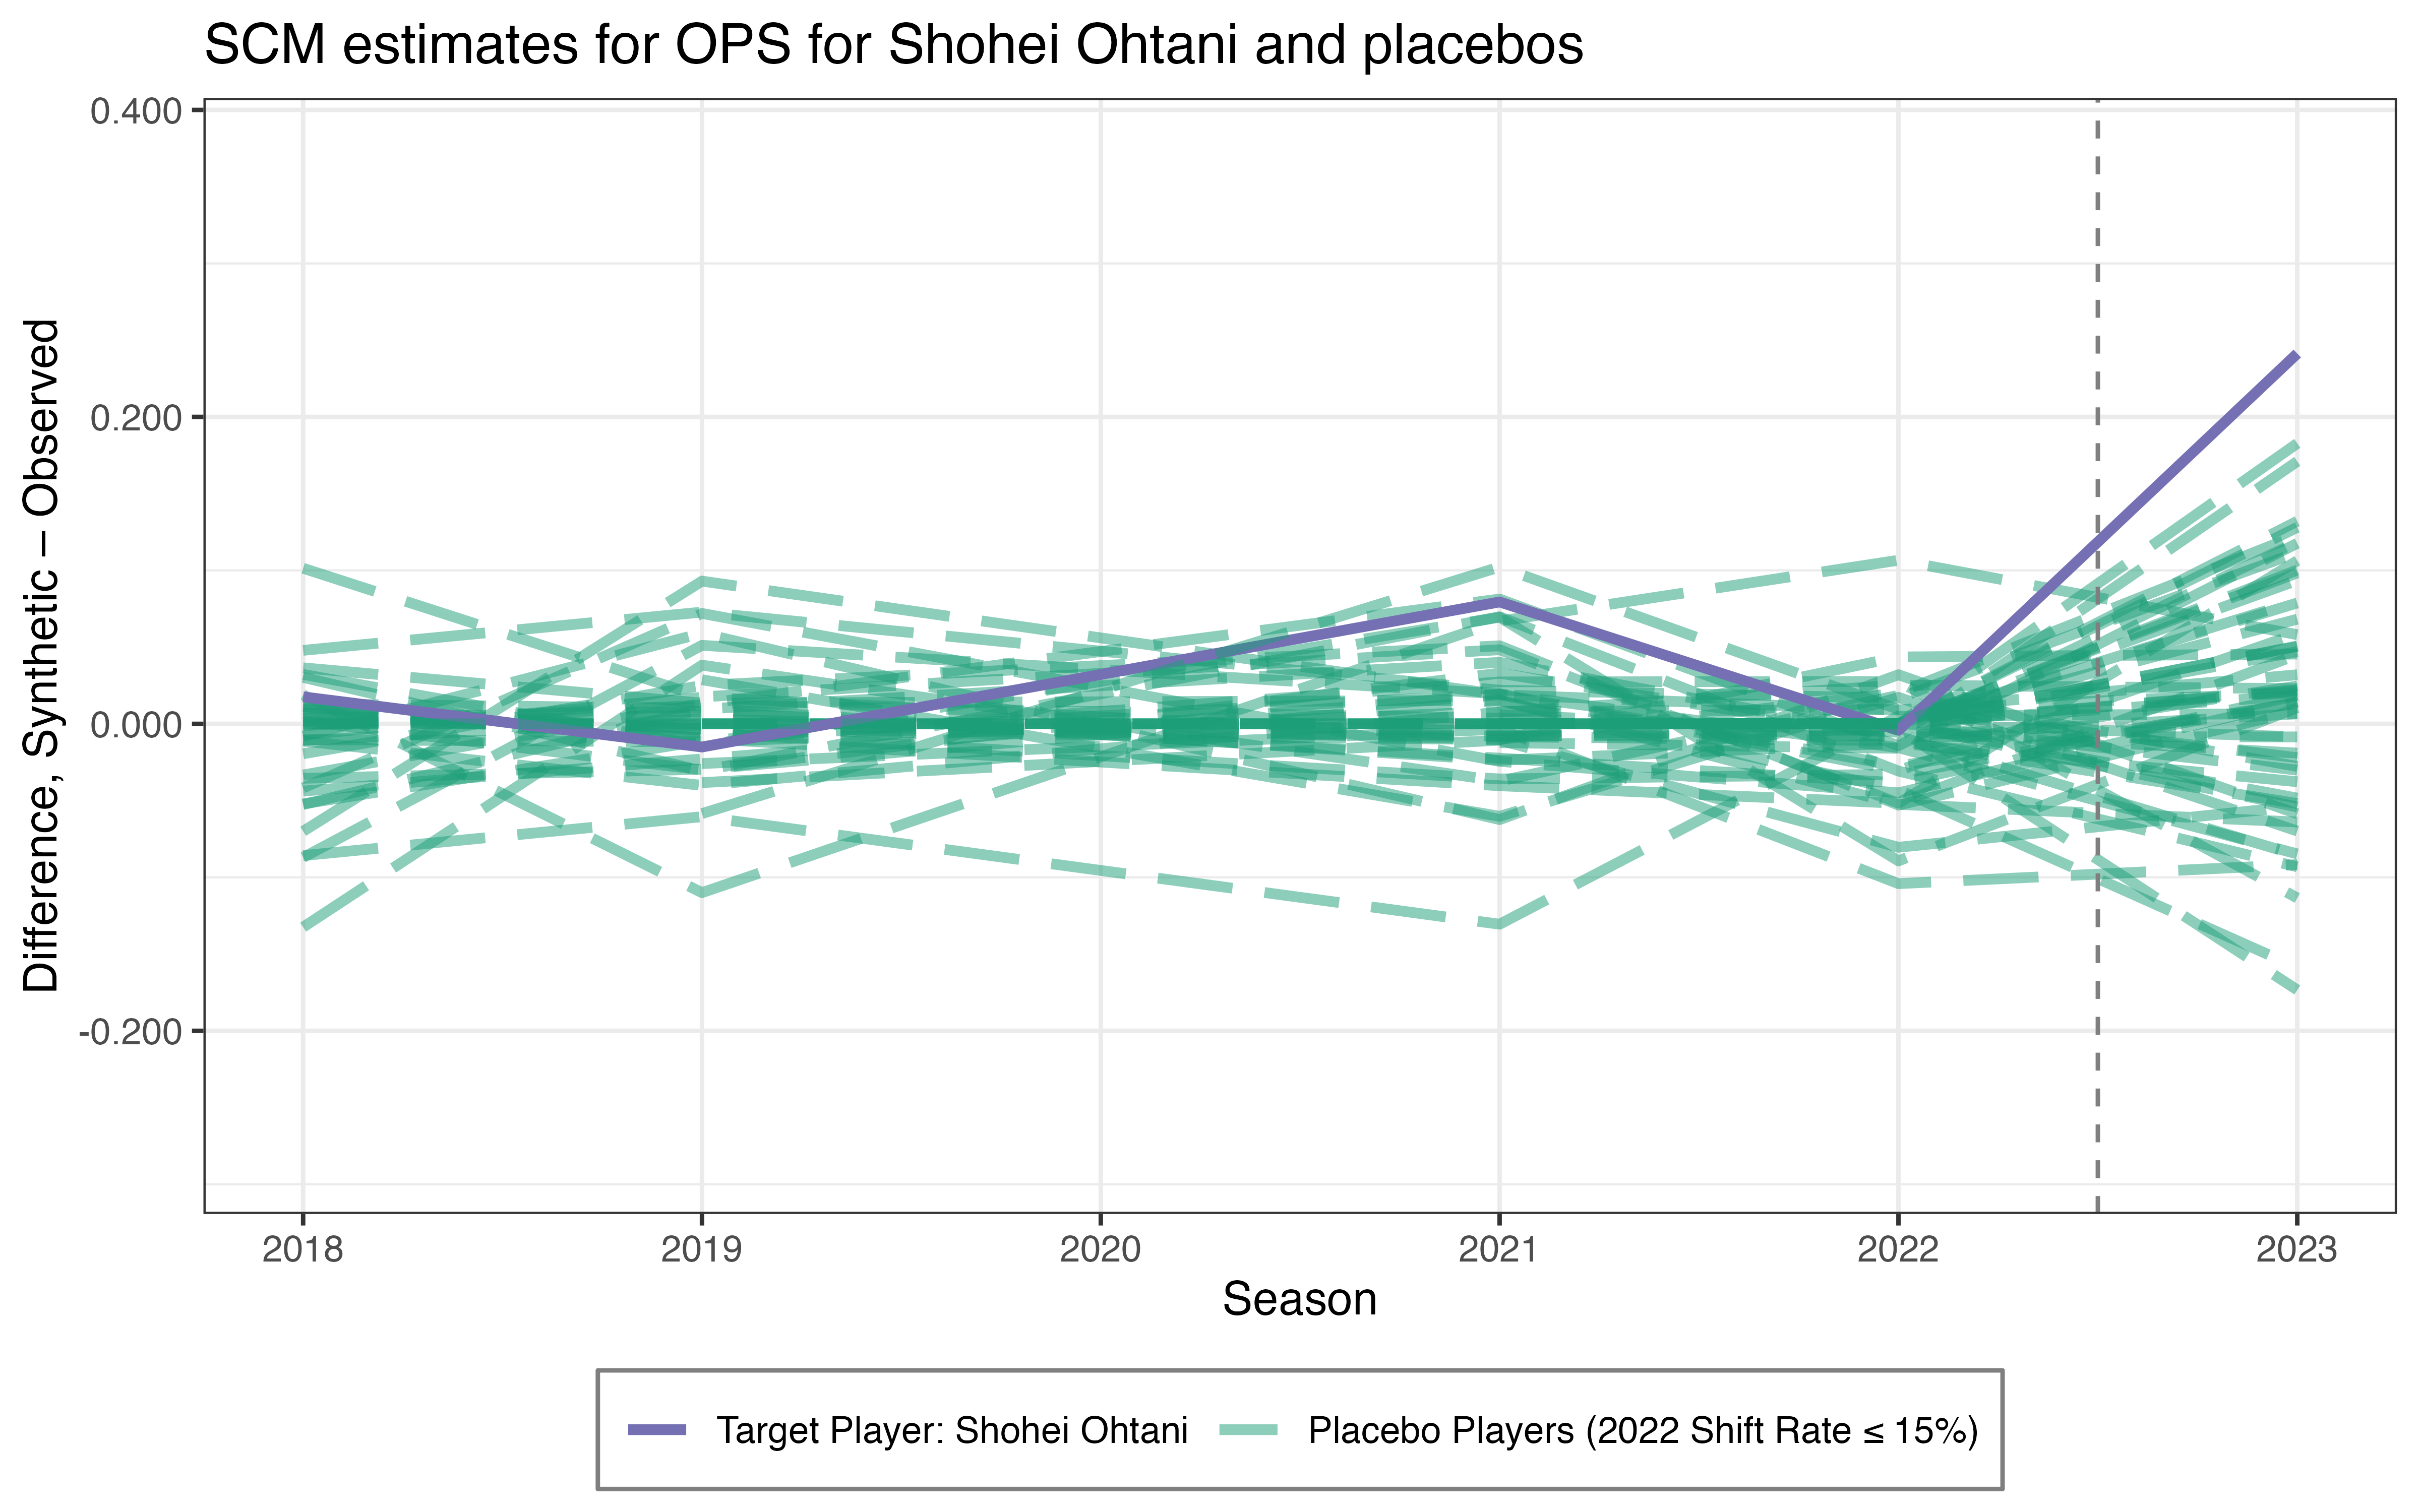 SCM estimates for OPS for Shohei Ohtani and placebos
Difference, Synthetic – Observed
0.400
0.200
0.000
-0.200
2018 2019 2020 2021 2022 2023
Season
Target Player: Shohei Ohtani Placebo Players (2022 Shift Rate ≤ 15%)